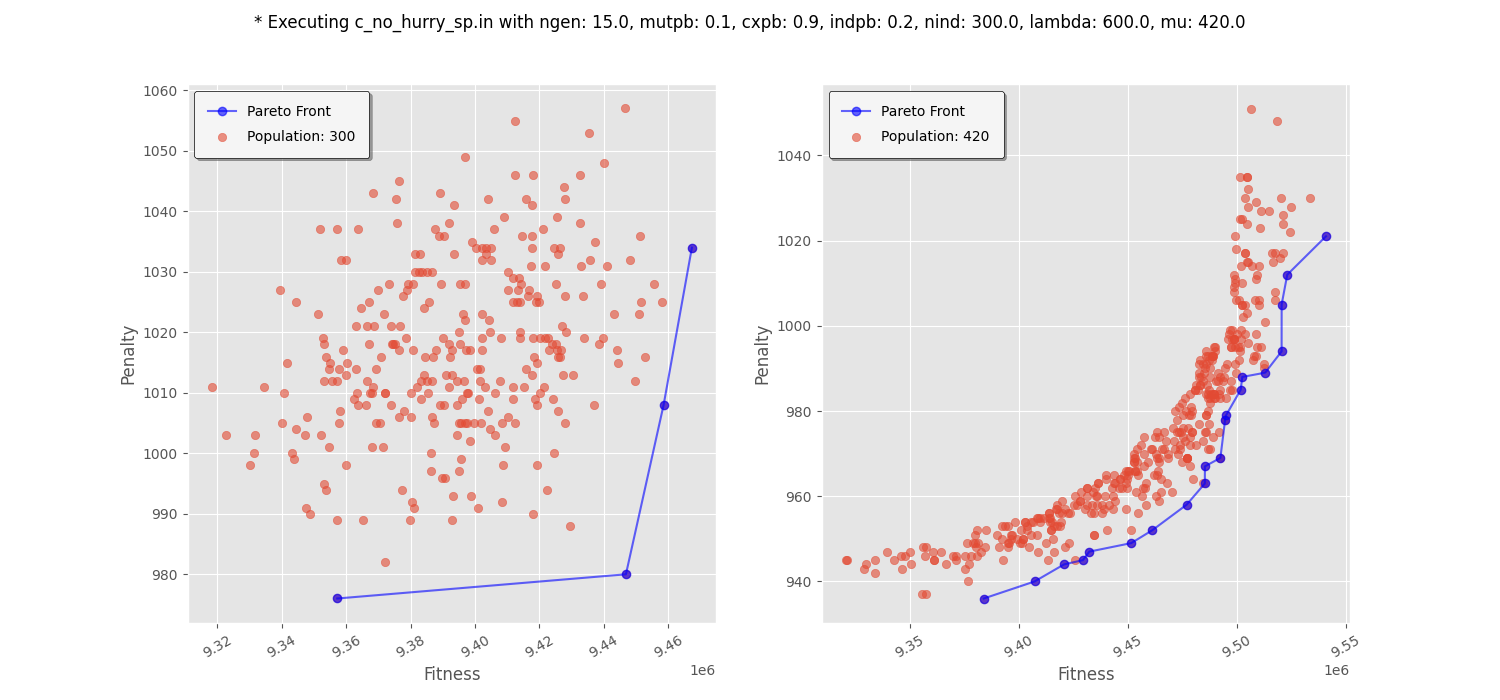 * Executing c_no_hurry_sp.in with ngen: 15.0, mutpb: 0.1, cxpb: 0.9, indpb: 0.2, nind: 300.0, lambda: 600.0, mu: 420.0
Pareto Front
Population: 300
1060
1050
1040
1030
1020
1010
1000
990
980
Penalty
9.32
9.34
9.36
9.38
9.40
9.42
9.44
9.46
1e6
Fitness
Pareto Front
Population: 420
1040
1020
1000
980
960
940
Penalty
9.35
9.40
9.45
9.50
9.55
1e6
Fitness